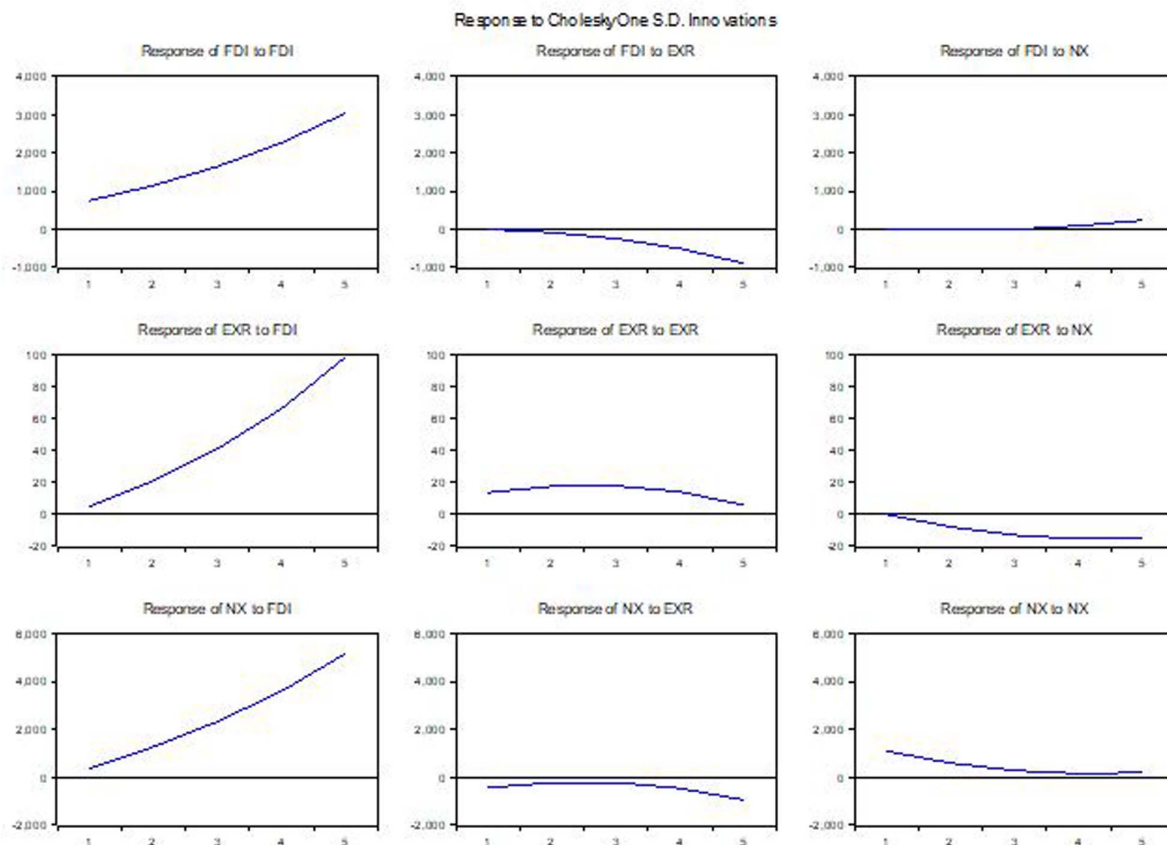 Response to Cholesky One S.D. Innovations
Response of FDI to FDI
Response of FDI to EXR
Response of FDI to NX
4,000
3,000
2,000
1,000
0
-1,000
1 2 3 4 5
4,000
3,000
2,000
1,000
0
-1,000
1 2 3 4 5
4,000
3,000
2,000
1,000
0
-1,000
1 2 3 4 5
Response of EXR to FDI
Response of EXR to EXR
Response of EXR to NX
100
80
60
40
20
0
-20
1 2 3 4 5
100
80
60
40
20
0
-20
1 2 3 4 5
100
80
60
40
20
0
-20
1 2 3 4 5
Response of NX to FDI
Response of NX to EXR
Response of NX to NX
6,000
4,000
2,000
0
-2,000
1 2 3 4 5
6,000
4,000
2,000
0
-2,000
1 2 3 4 5
6,000
4,000
2,000
0
-2,000
1 2 3 4 5